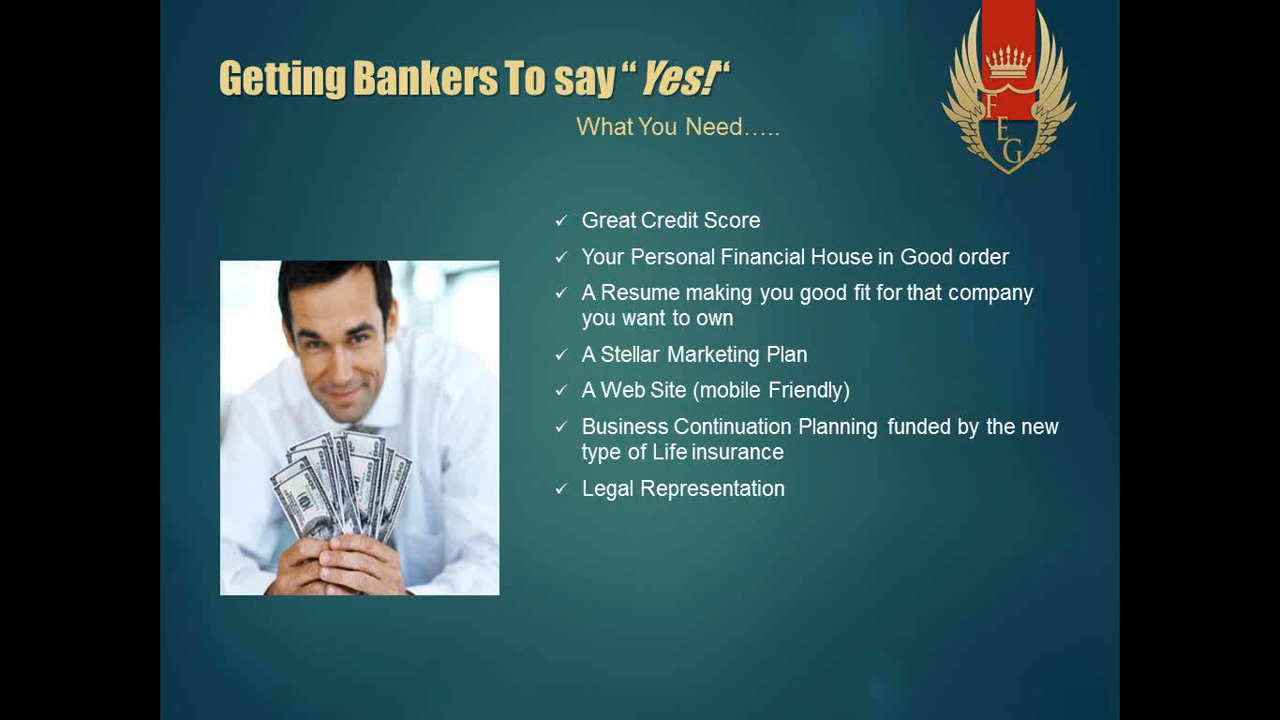 Getting Bankers To say “ Yes!“
What You Need…..
F
E
G
✓ Great Credit Score
✓ Your Personal Financial House in Good order
✓ A Resume making you good fit for that company
you want to own
✓ A Stellar Marketing Plan
✓ A Web Site (mobile Friendly)
✓ Business Continuation Planning funded by the new
type of Life insurance
✓ Legal Representation